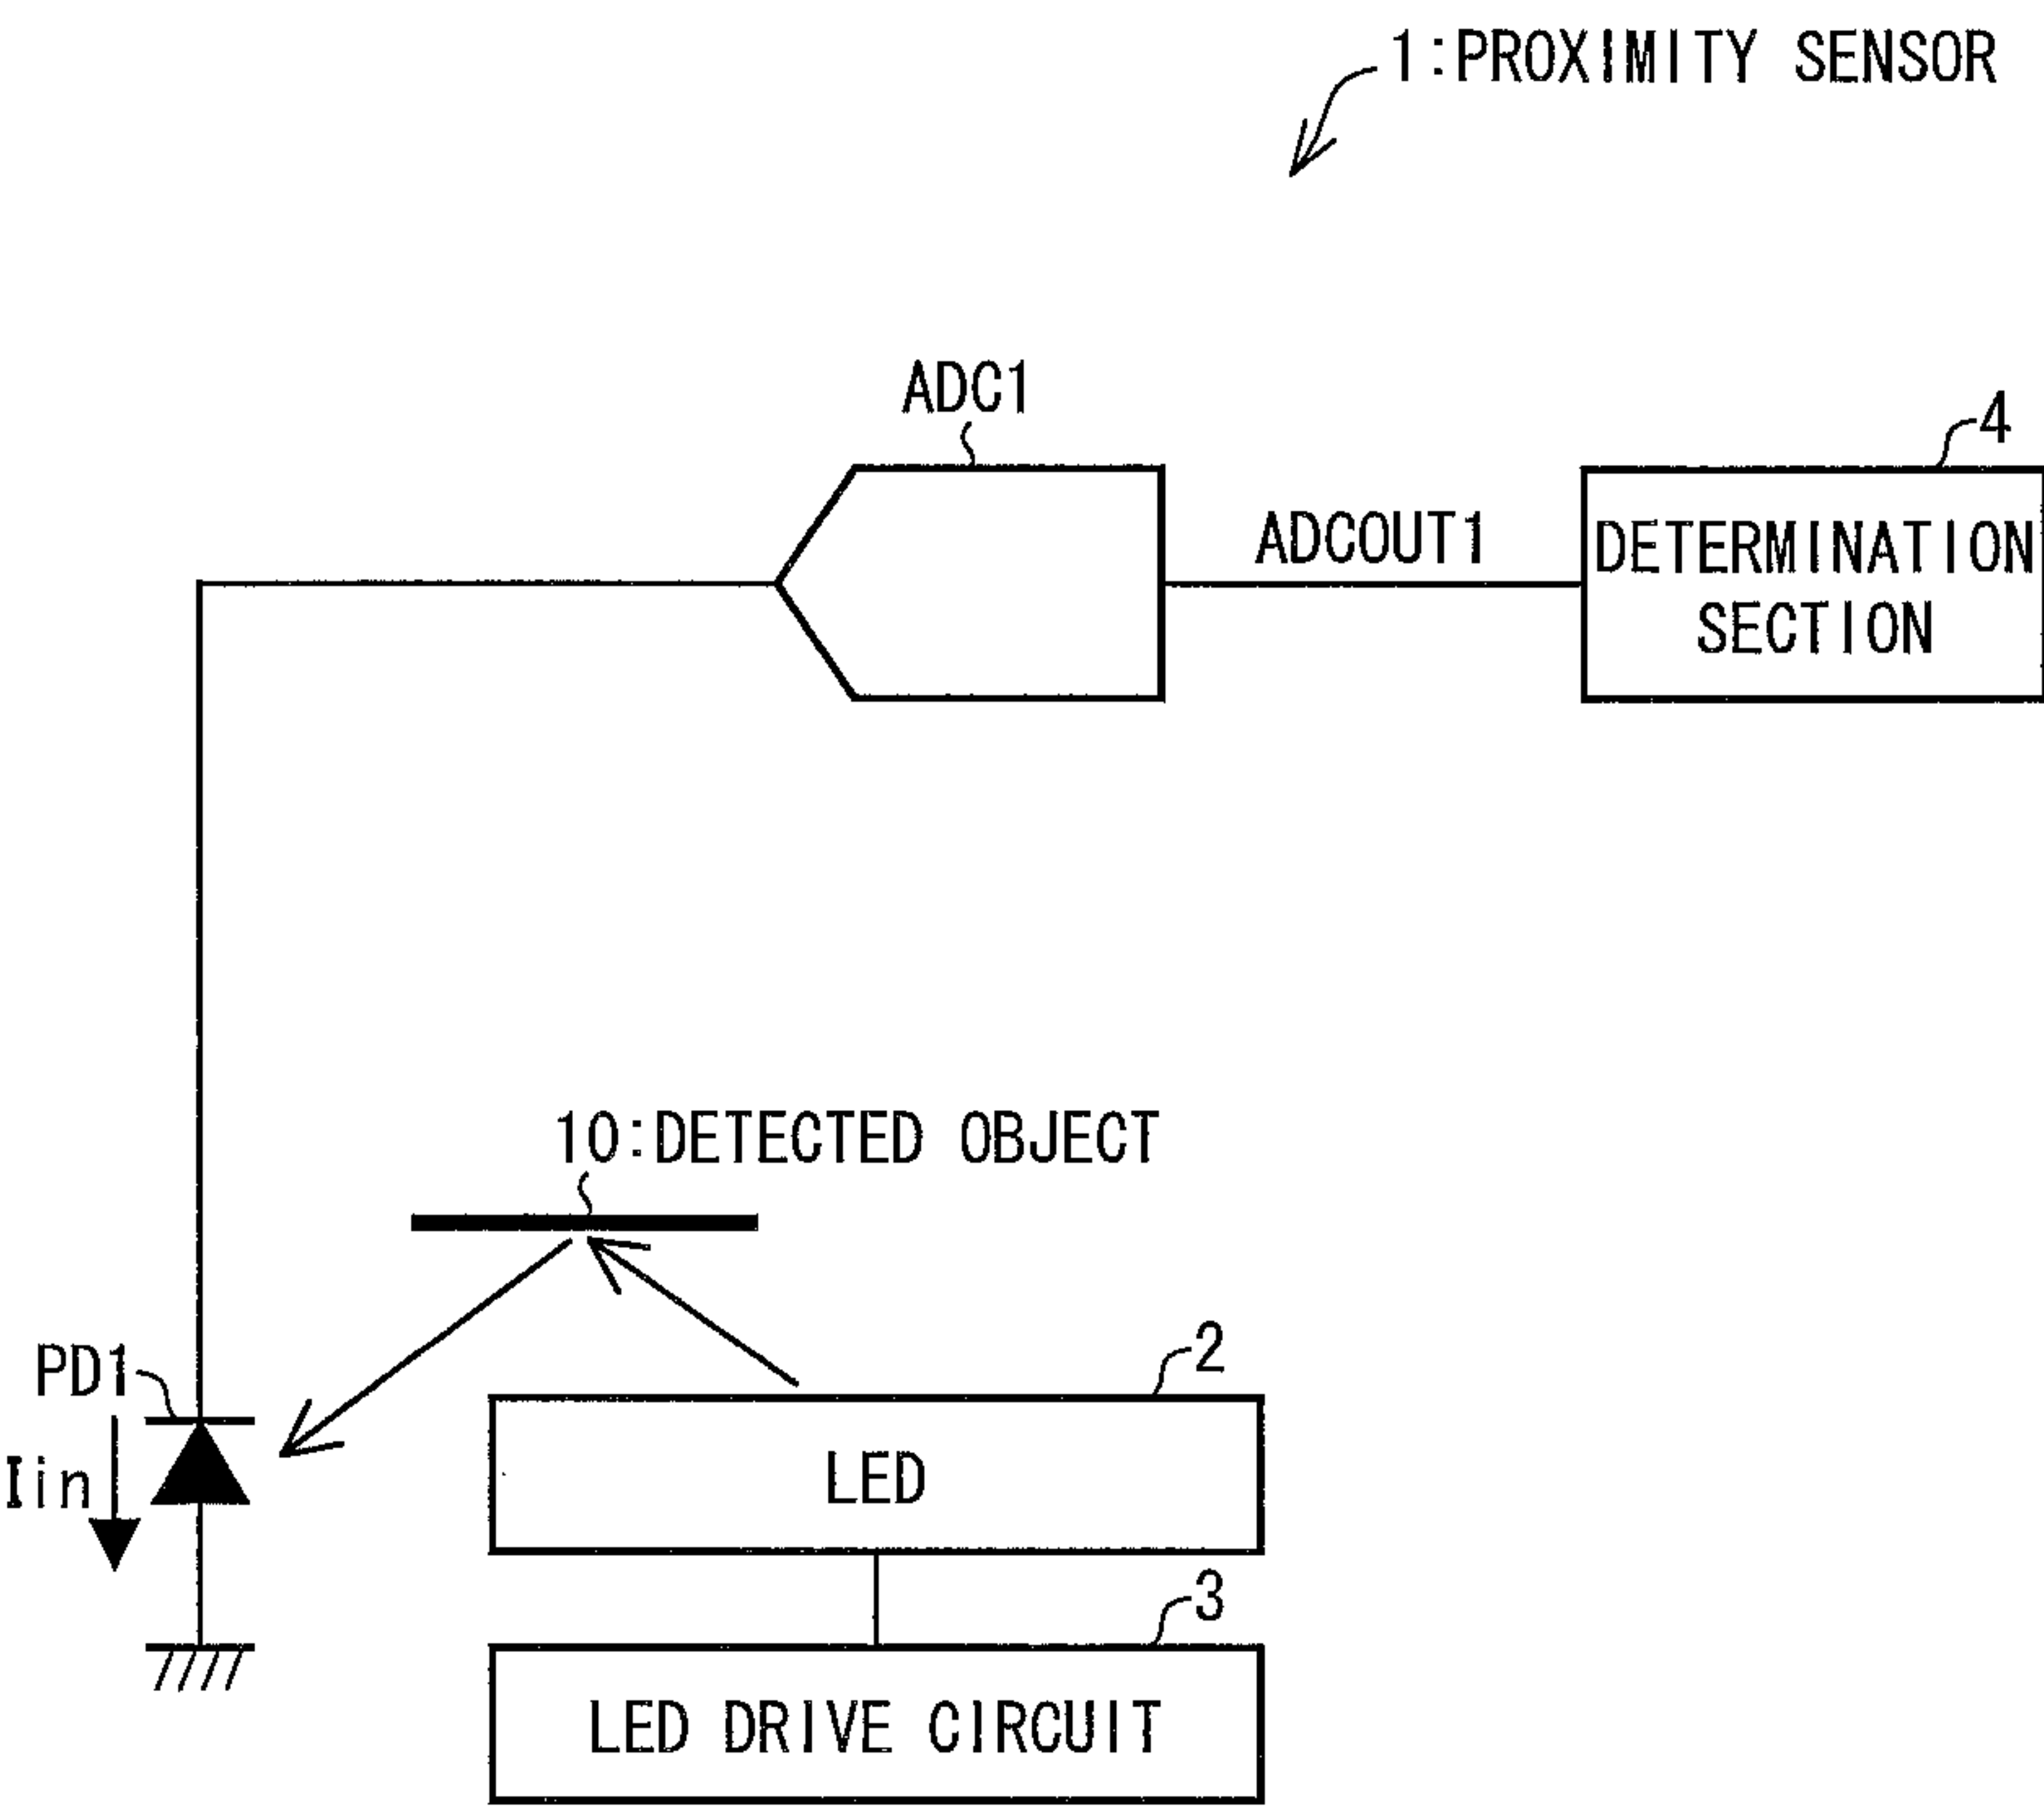 1:PROXIMITY SENSOR
ADC1
4
ADCOUT1
DETERMINATION
SECTION
10:DETECTED OBJECT
2
PD1
Iin
LED
3
LED DRIVE CIRCUIT